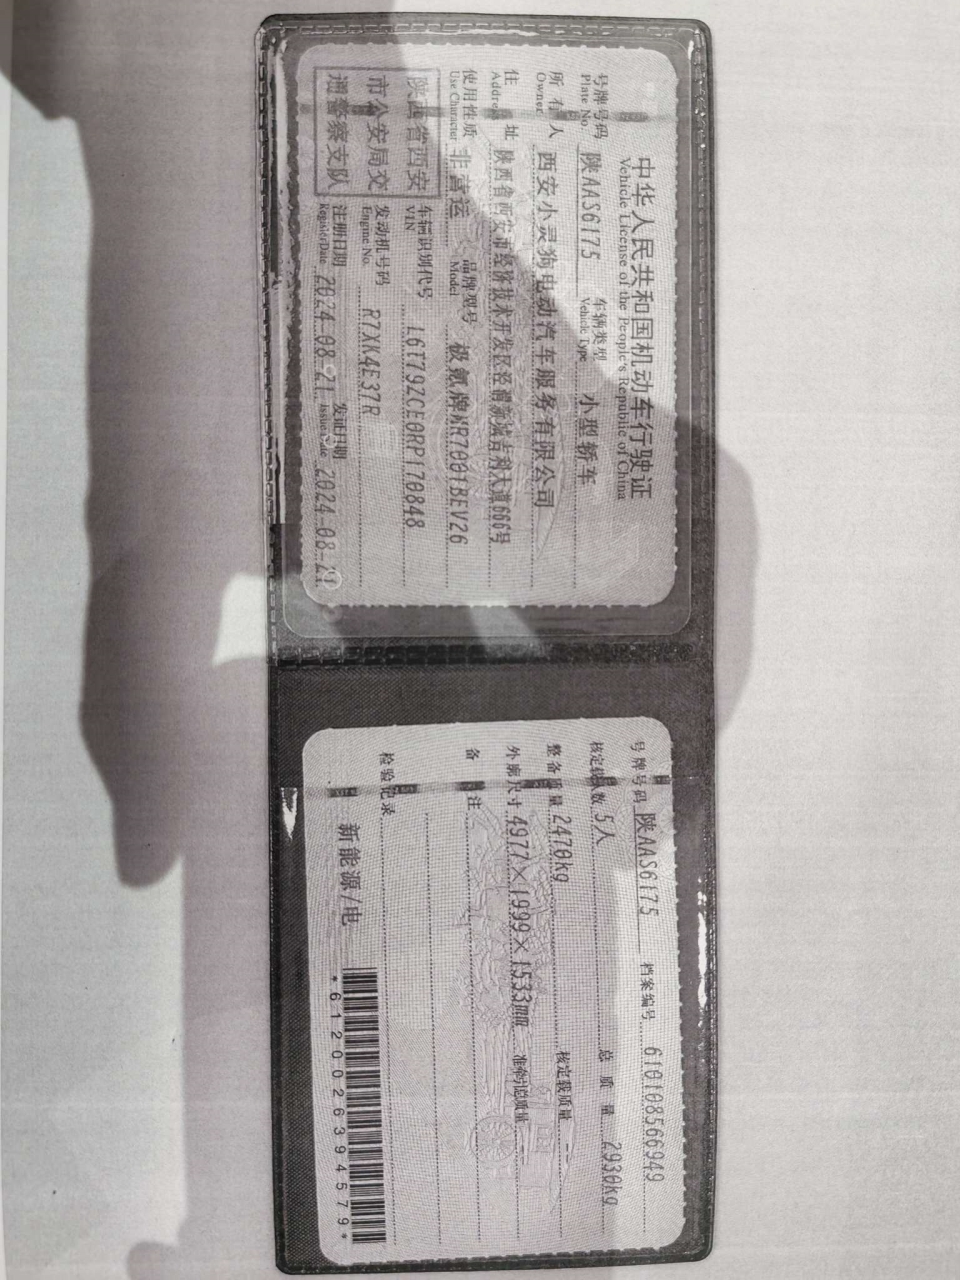 中华人民共和国机动车行驶证
Vehicle License of the People's Republic of China
号牌号码 陕AAS6175 车辆类型 小型轿车
Plate No. Vehicle Type
所有人 西安小灵狗电动汽车服务有限公司
Owner
住址 陕西省西安市经济技术开发区泾渭新城吉利大道666号
Address
使用性质 非营运 品牌型号 极氪牌MR7001BEV26
Use Character Model
陕西省西安市公安局交通警察支队
车辆识别代号 L6T79ZCE0RP170848
VIN
发动机号码 R7XK4E37R
Engine No.
注册日期 2024-08-21 发证日期 2024-08-21
Register Date Issue Date
号牌号码 陕AAS6175 档案编号 610108566949
核定载人数 5人 总质量 2930kg
整备质量 2470kg 核定载质量 --
外廓尺寸 4977×1999×1533mm 准牵引总质量
备注
检验记录
新能源/电
*6120026394579*